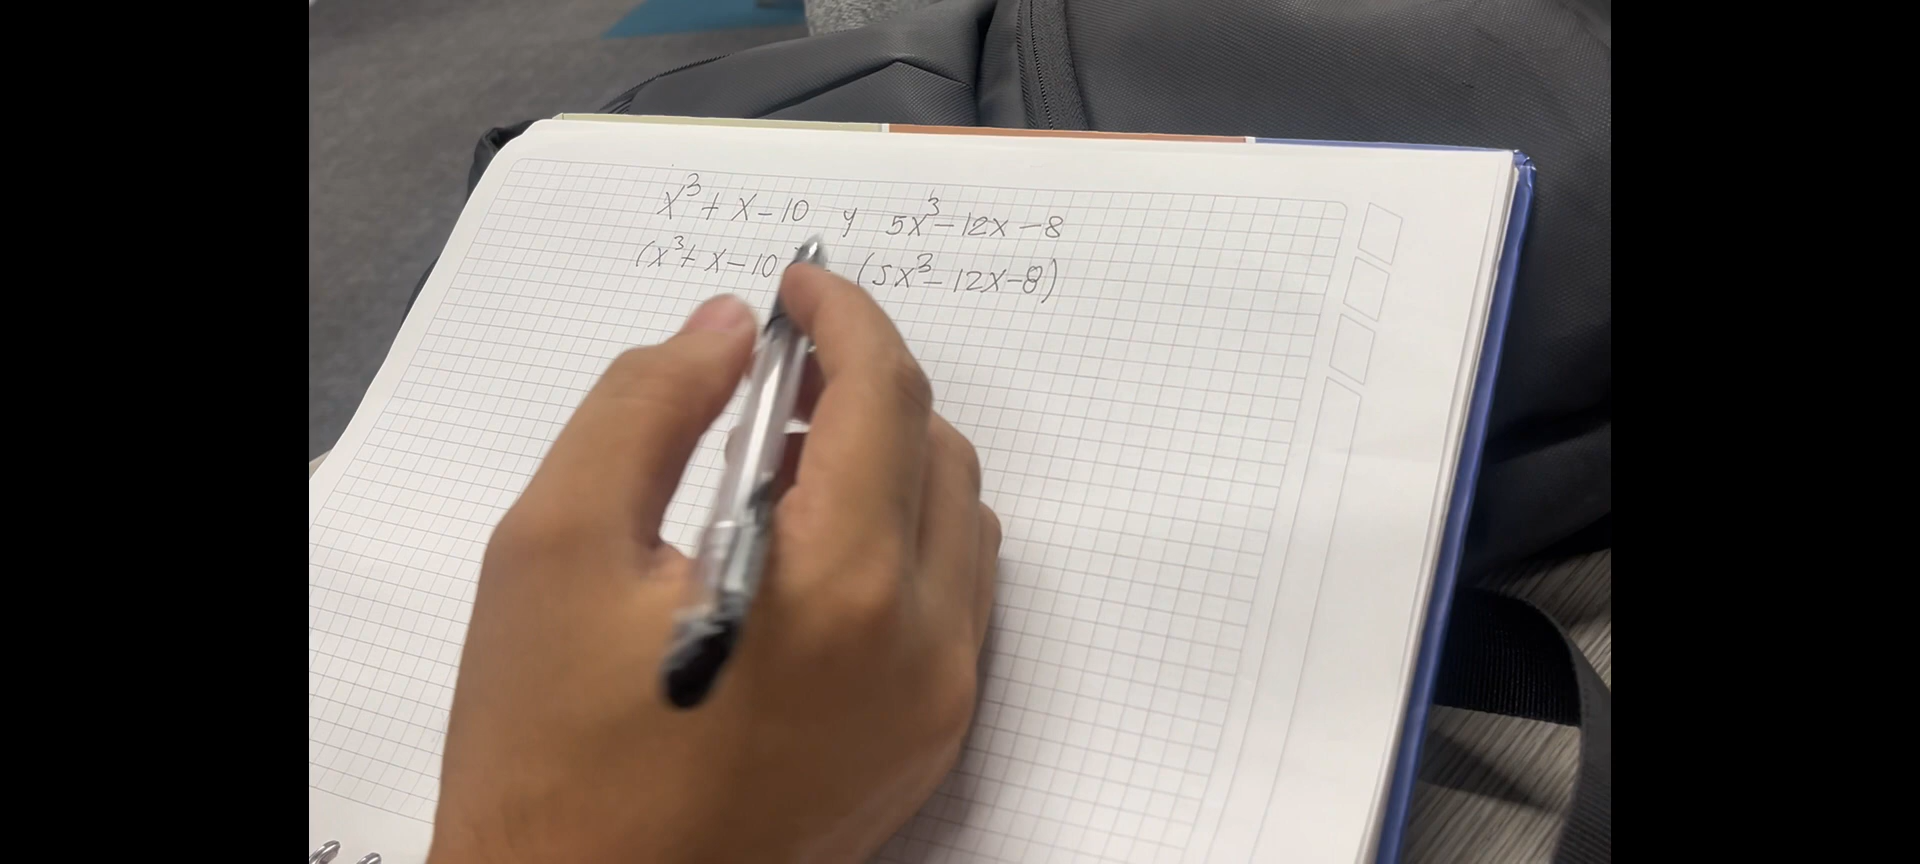 x³ + x - 10 y 5x³ - 12x - 8
(x³ + x - 10 (5x³ - 12x - 8)